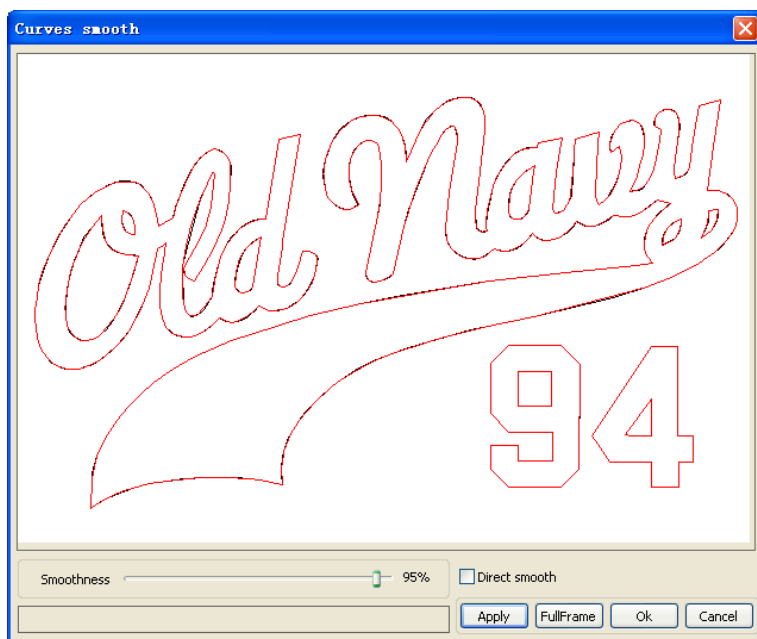 Curves smooth
Old Navy
94
Smoothness 95% Direct smooth
Apply FullFrame Ok Cancel